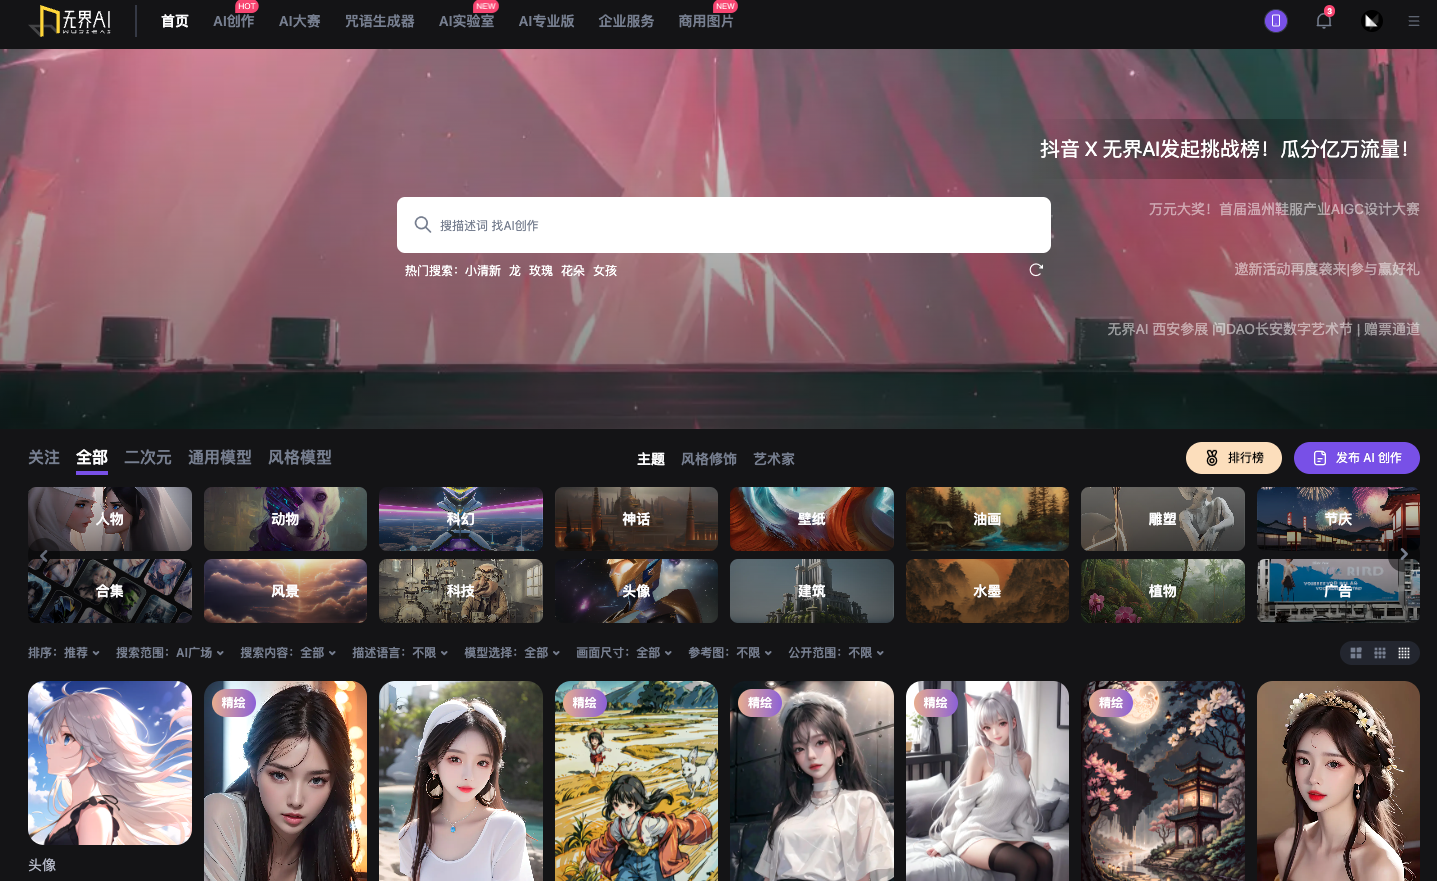 无界AI
首页 AI创作 HOT AI大赛 咒语生成器 AI实验室 NEW AI专业版 企业服务 商用图片 NEW 3
抖音 X 无界AI发起挑战榜！瓜分亿万流量！
万元大奖！首届温州鞋服产业AIGC设计大赛
搜描述词 找AI创作
热门搜索：小清新 龙 玫瑰 花朵 女孩
邀新活动再度袭来|参与赢好礼
无界AI 西安参展 问DAO长安数字艺术节 | 赠票通道
关注 全部 二次元 通用模型 风格模型 主题 风格修饰 艺术家 排行榜 发布 AI 创作
人物 动物 科幻 神话 壁纸 油画 雕塑 节庆
合集 风景 科技 头像 建筑 水墨 植物 广告
排序：推荐 搜索范围：AI广场 搜索内容：全部 描述语言：不限 模型选择：全部 画面尺寸：全部 参考图：不限 公开范围：不限
精绘 精绘 精绘 精绘 精绘
头像